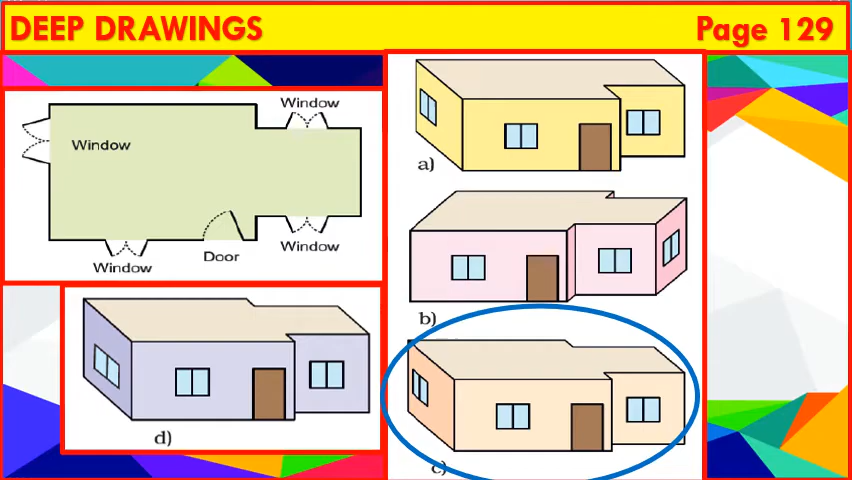 DEEP DRAWINGS
Page 129
Window
Window
Window
Window
Door
a)
b)
c)
d)